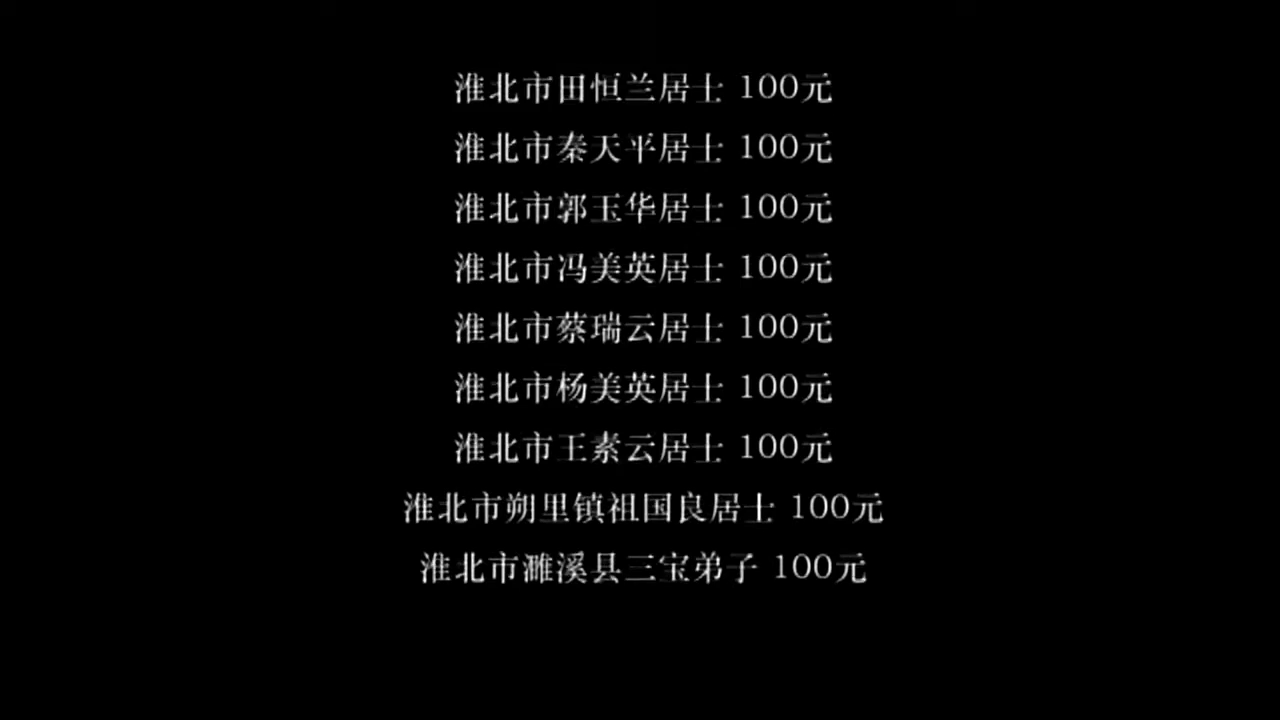 淮北市田恒兰居士 100元
淮北市秦天平居士 100元
淮北市郭玉华居士 100元
淮北市冯美英居士 100元
淮北市蔡瑞云居士 100元
淮北市杨美英居士 100元
淮北市王素云居士 100元
淮北市朔里镇祖国良居士 100元
淮北市濉溪县三宝弟子 100元